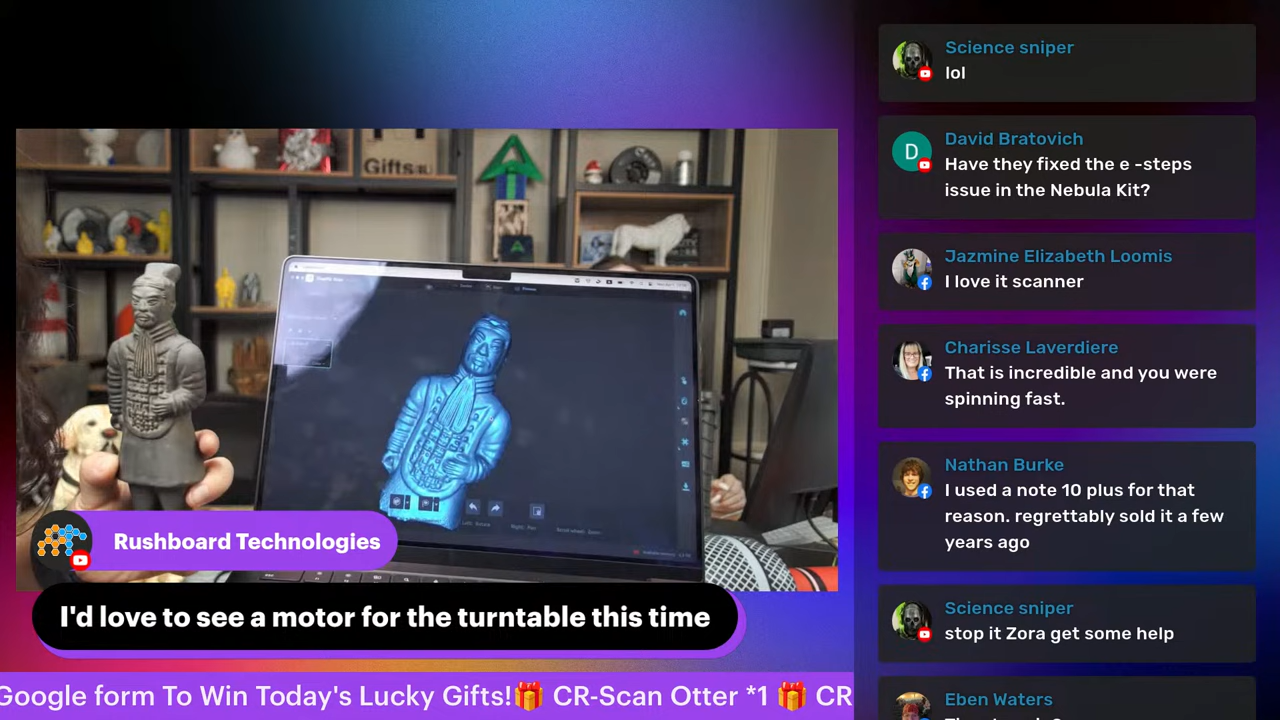 Gifts
Rushboard Technologies
I'd love to see a motor for the turntable this time
Google form To Win Today's Lucky Gifts!🎁 CR-Scan Otter *1 🎁 CR
Science sniper
lol
D
David Bratovich
Have they fixed the e -steps
issue in the Nebula Kit?
Jazmine Elizabeth Loomis
I love it scanner
Charisse Laverdiere
That is incredible and you were
spinning fast.
Nathan Burke
I used a note 10 plus for that
reason. regrettably sold it a few
years ago
Science sniper
stop it Zora get some help
Eben Waters